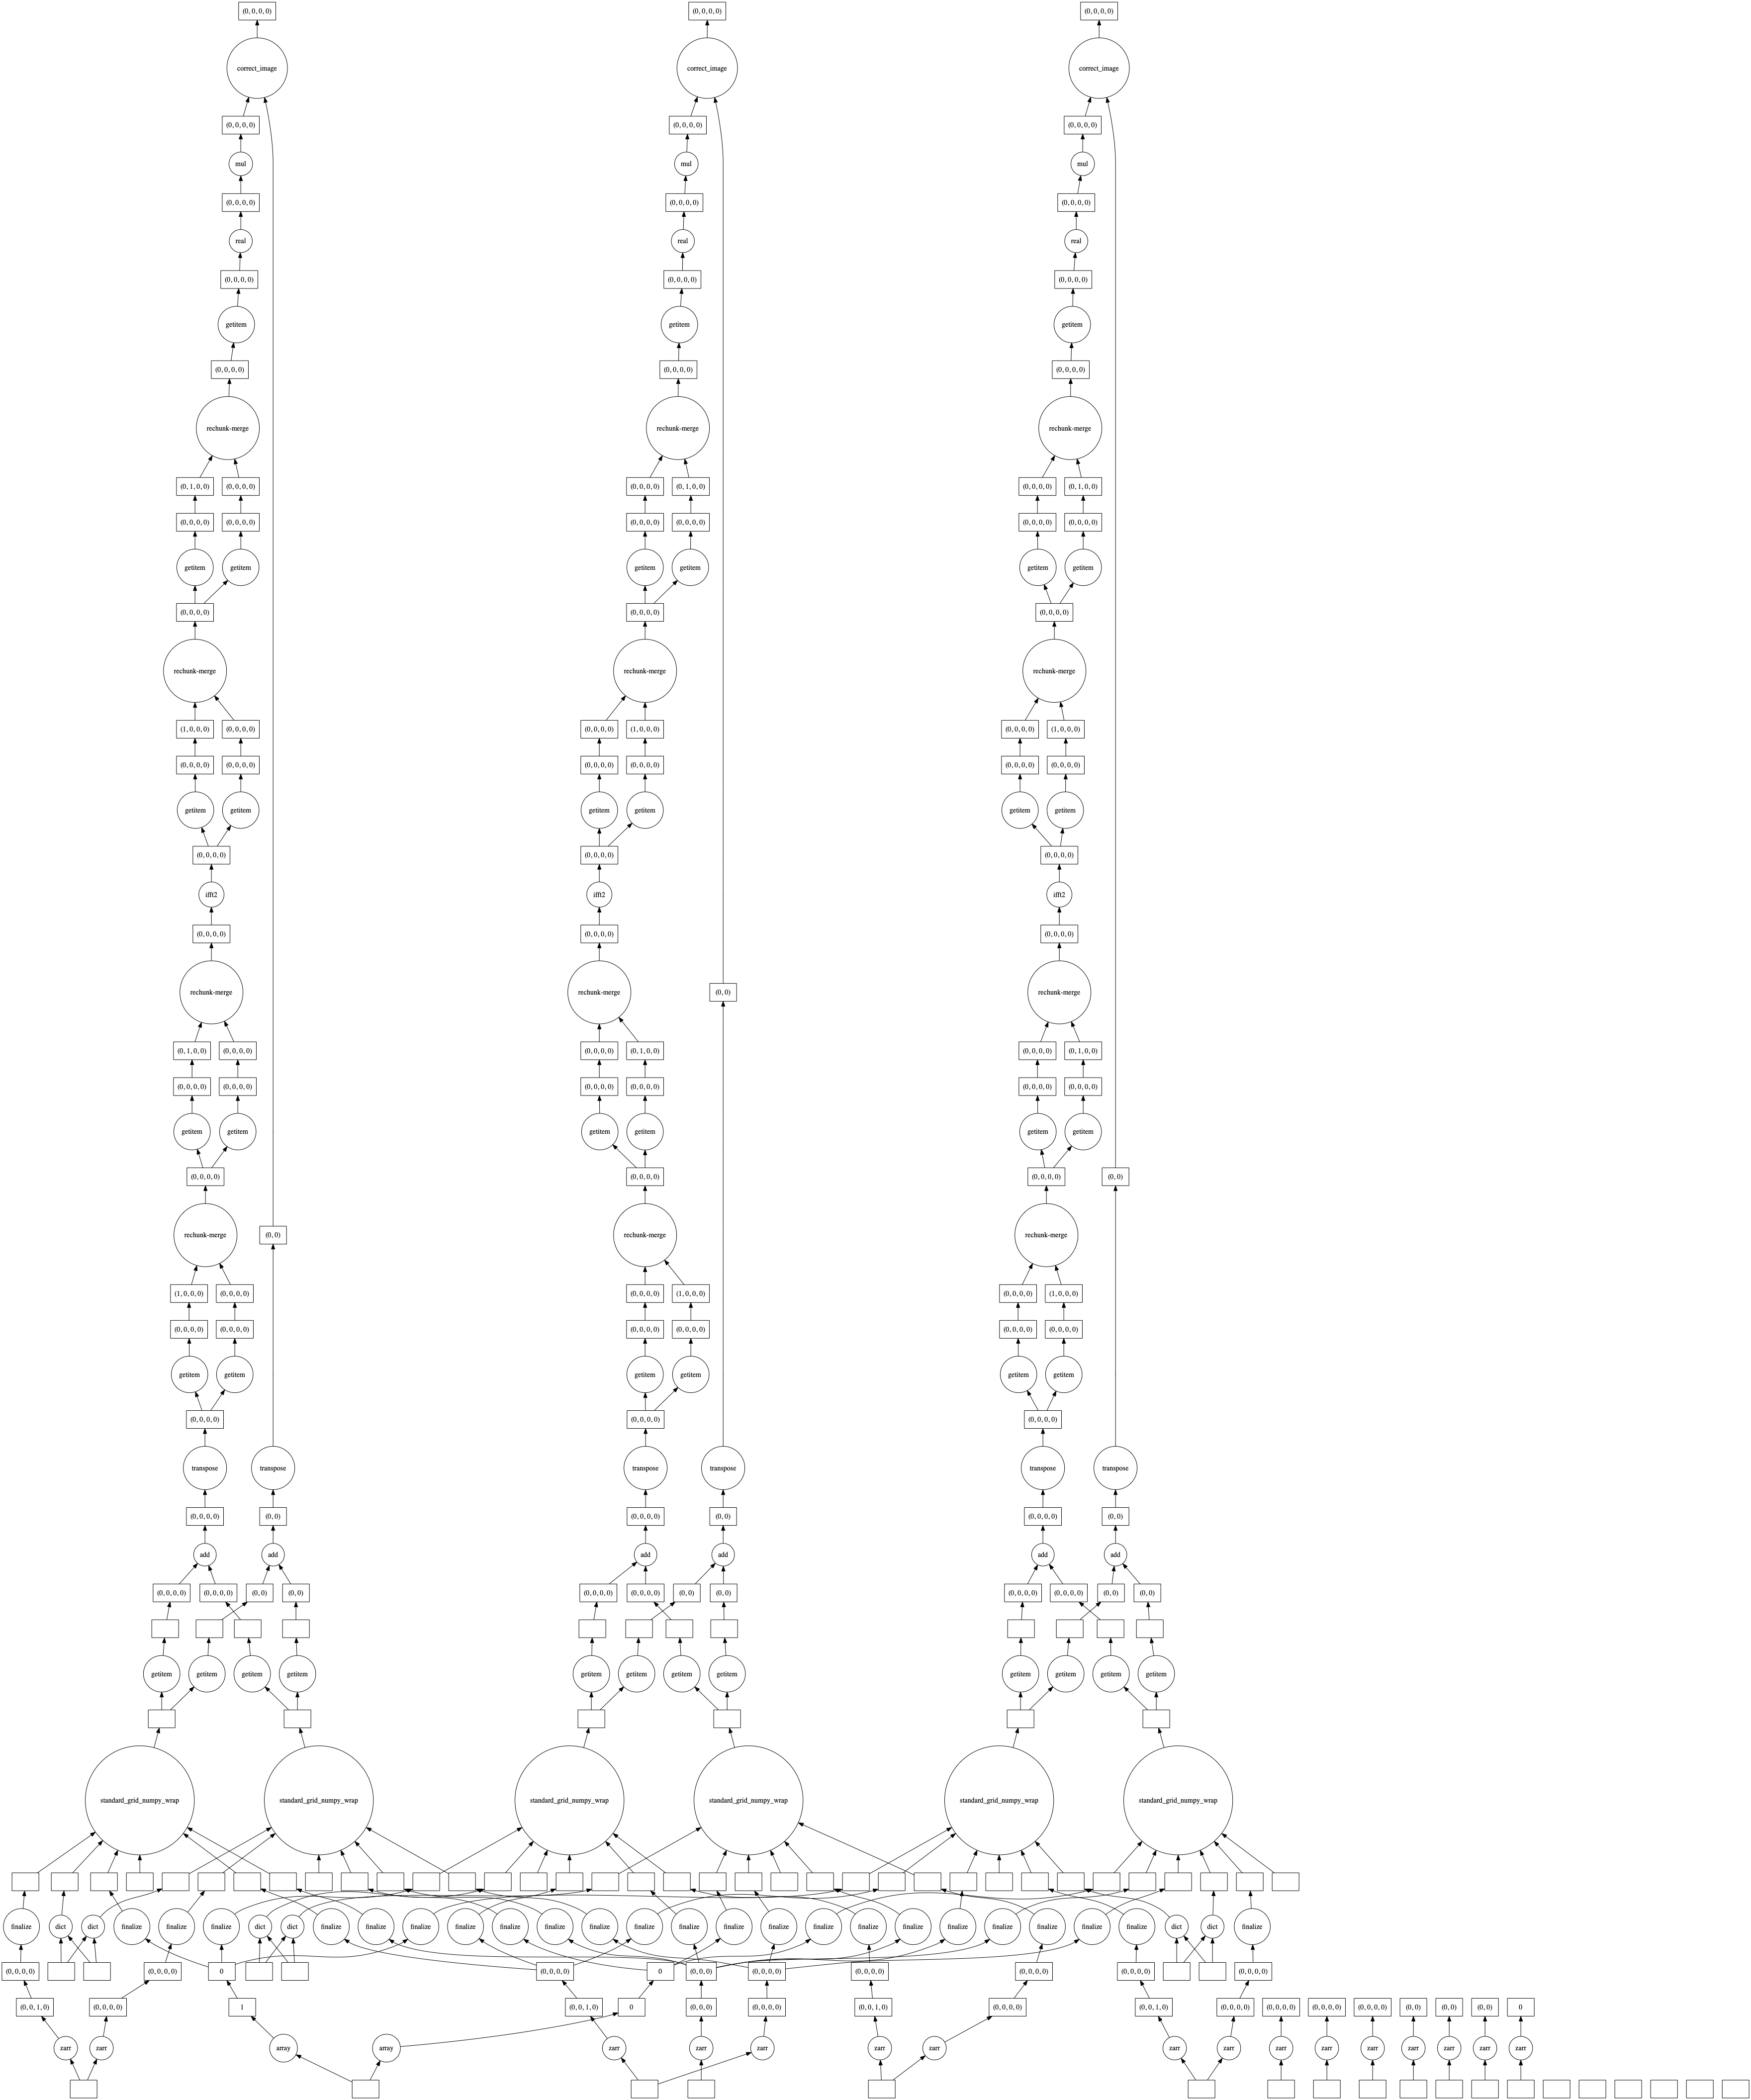 (0, 0, 0, 0) (0, 0, 0, 0) (0, 0, 0, 0)
correct_image correct_image correct_image
(0, 0, 0, 0) (0, 0, 0, 0) (0, 0, 0, 0)
mul mul mul
(0, 0, 0, 0) (0, 0, 0, 0) (0, 0, 0, 0)
real real real
(0, 0, 0, 0) (0, 0, 0, 0) (0, 0, 0, 0)
getitem getitem getitem
(0, 0, 0, 0) (0, 0, 0, 0) (0, 0, 0, 0)
rechunk-merge rechunk-merge rechunk-merge
(0, 1, 0, 0) (0, 0, 0, 0) (0, 0, 0, 0) (0, 1, 0, 0) (0, 0, 0, 0) (0, 1, 0, 0)
(0, 0, 0, 0) (0, 0, 0, 0) (0, 0, 0, 0) (0, 0, 0, 0) (0, 0, 0, 0) (0, 0, 0, 0)
getitem getitem getitem getitem getitem getitem
(0, 0, 0, 0) (0, 0, 0, 0) (0, 0, 0, 0)
rechunk-merge rechunk-merge rechunk-merge
(1, 0, 0, 0) (0, 0, 0, 0) (0, 0, 0, 0) (1, 0, 0, 0) (0, 0, 0, 0) (1, 0, 0, 0)
(0, 0, 0, 0) (0, 0, 0, 0) (0, 0, 0, 0) (0, 0, 0, 0) (0, 0, 0, 0) (0, 0, 0, 0)
getitem getitem getitem getitem getitem getitem
(0, 0, 0, 0) (0, 0, 0, 0) (0, 0, 0, 0)
ifft2 ifft2 ifft2
(0, 0, 0, 0) (0, 0, 0, 0) (0, 0, 0, 0)
rechunk-merge rechunk-merge (0, 0) rechunk-merge
(0, 1, 0, 0) (0, 0, 0, 0) (0, 0, 0, 0) (0, 1, 0, 0) (0, 0, 0, 0) (0, 1, 0, 0)
(0, 0, 0, 0) (0, 0, 0, 0) (0, 0, 0, 0) (0, 0, 0, 0) (0, 0, 0, 0) (0, 0, 0, 0)
getitem getitem getitem getitem getitem getitem
(0, 0, 0, 0) (0, 0, 0, 0) (0, 0, 0, 0) (0, 0)
rechunk-merge (0, 0) rechunk-merge rechunk-merge
(1, 0, 0, 0) (0, 0, 0, 0) (0, 0, 0, 0) (1, 0, 0, 0) (0, 0, 0, 0) (1, 0, 0, 0)
(0, 0, 0, 0) (0, 0, 0, 0) (0, 0, 0, 0) (0, 0, 0, 0) (0, 0, 0, 0) (0, 0, 0, 0)
getitem getitem getitem getitem getitem getitem
(0, 0, 0, 0) (0, 0, 0, 0) (0, 0, 0, 0)
transpose transpose transpose transpose transpose transpose
(0, 0, 0, 0) (0, 0) (0, 0, 0, 0) (0, 0) (0, 0, 0, 0) (0, 0)
add add add add add add
(0, 0, 0, 0) (0, 0, 0, 0) (0, 0) (0, 0) (0, 0, 0, 0) (0, 0, 0, 0) (0, 0) (0, 0) (0, 0, 0, 0) (0, 0, 0, 0) (0, 0) (0, 0)
getitem getitem getitem getitem getitem getitem getitem getitem getitem getitem getitem getitem
standard_grid_numpy_wrap standard_grid_numpy_wrap standard_grid_numpy_wrap standard_grid_numpy_wrap standard_grid_numpy_wrap standard_grid_numpy_wrap
finalize dict dict finalize finalize finalize dict dict finalize finalize finalize finalize finalize finalize finalize finalize finalize finalize finalize finalize finalize finalize finalize finalize finalize finalize finalize dict dict finalize
(0, 0, 0, 0) (0, 0, 0, 0) 0 (0, 0, 0, 0) 0 (0, 0, 0) (0, 0, 0, 0) (0, 0, 0, 0) (0, 0, 0, 0) (0, 0, 0, 0) (0, 0, 0, 0)
(0, 0, 1, 0) (0, 0, 0, 0) 1 (0, 0, 1, 0) 0 (0, 0, 0) (0, 0, 0, 0) (0, 0, 1, 0) (0, 0, 0, 0) (0, 0, 1, 0) (0, 0, 0, 0) (0, 0, 0, 0) (0, 0, 0, 0) (0, 0, 0, 0) (0, 0) (0, 0) (0, 0) 0
zarr zarr array array zarr zarr zarr zarr zarr zarr zarr zarr zarr zarr zarr zarr zarr zarr